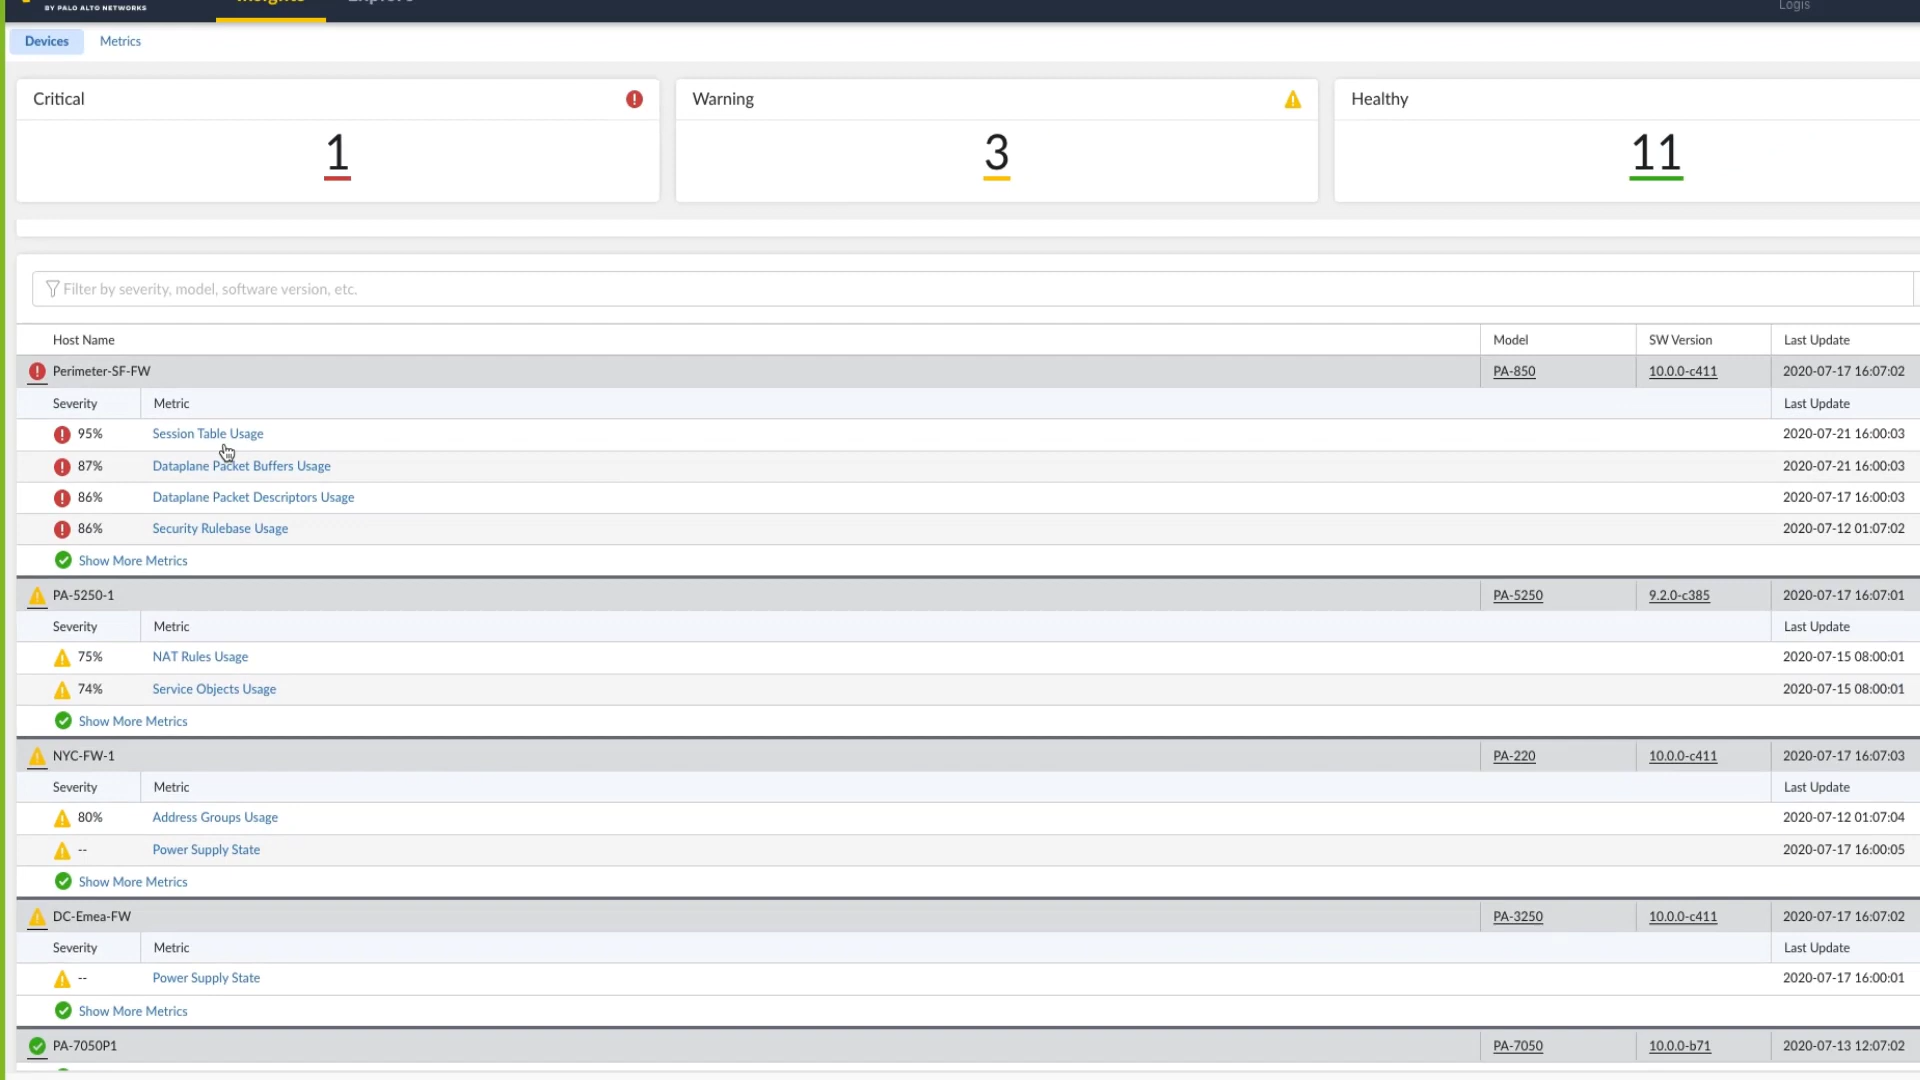 BY PALO ALTO NETWORKS
Insights Explore
Devices Metrics
Critical
1
Warning
3
Healthy
11
Filter by severity, model, software version, etc.
Host Name Model SW Version Last Update
Perimeter-SF-FW PA-850 10.0.0-c411 2020-07-17 16:07:02
Severity Metric Last Update
95% Session Table Usage 2020-07-21 16:00:03
87% Dataplane Packet Buffers Usage 2020-07-21 16:00:03
86% Dataplane Packet Descriptors Usage 2020-07-17 16:00:03
86% Security Rulebase Usage 2020-07-12 01:07:02
Show More Metrics
PA-5250-1 PA-5250 9.2.0-c385 2020-07-17 16:07:01
Severity Metric Last Update
75% NAT Rules Usage 2020-07-15 08:00:01
74% Service Objects Usage 2020-07-15 08:00:01
Show More Metrics
NYC-FW-1 PA-220 10.0.0-c411 2020-07-17 16:07:03
Severity Metric Last Update
80% Address Groups Usage 2020-07-12 01:07:04
-- Power Supply State 2020-07-17 16:00:05
Show More Metrics
DC-Emea-FW PA-3250 10.0.0-c411 2020-07-17 16:07:02
Severity Metric Last Update
-- Power Supply State 2020-07-17 16:00:01
Show More Metrics
PA-7050P1 PA-7050 10.0.0-b71 2020-07-13 12:07:02